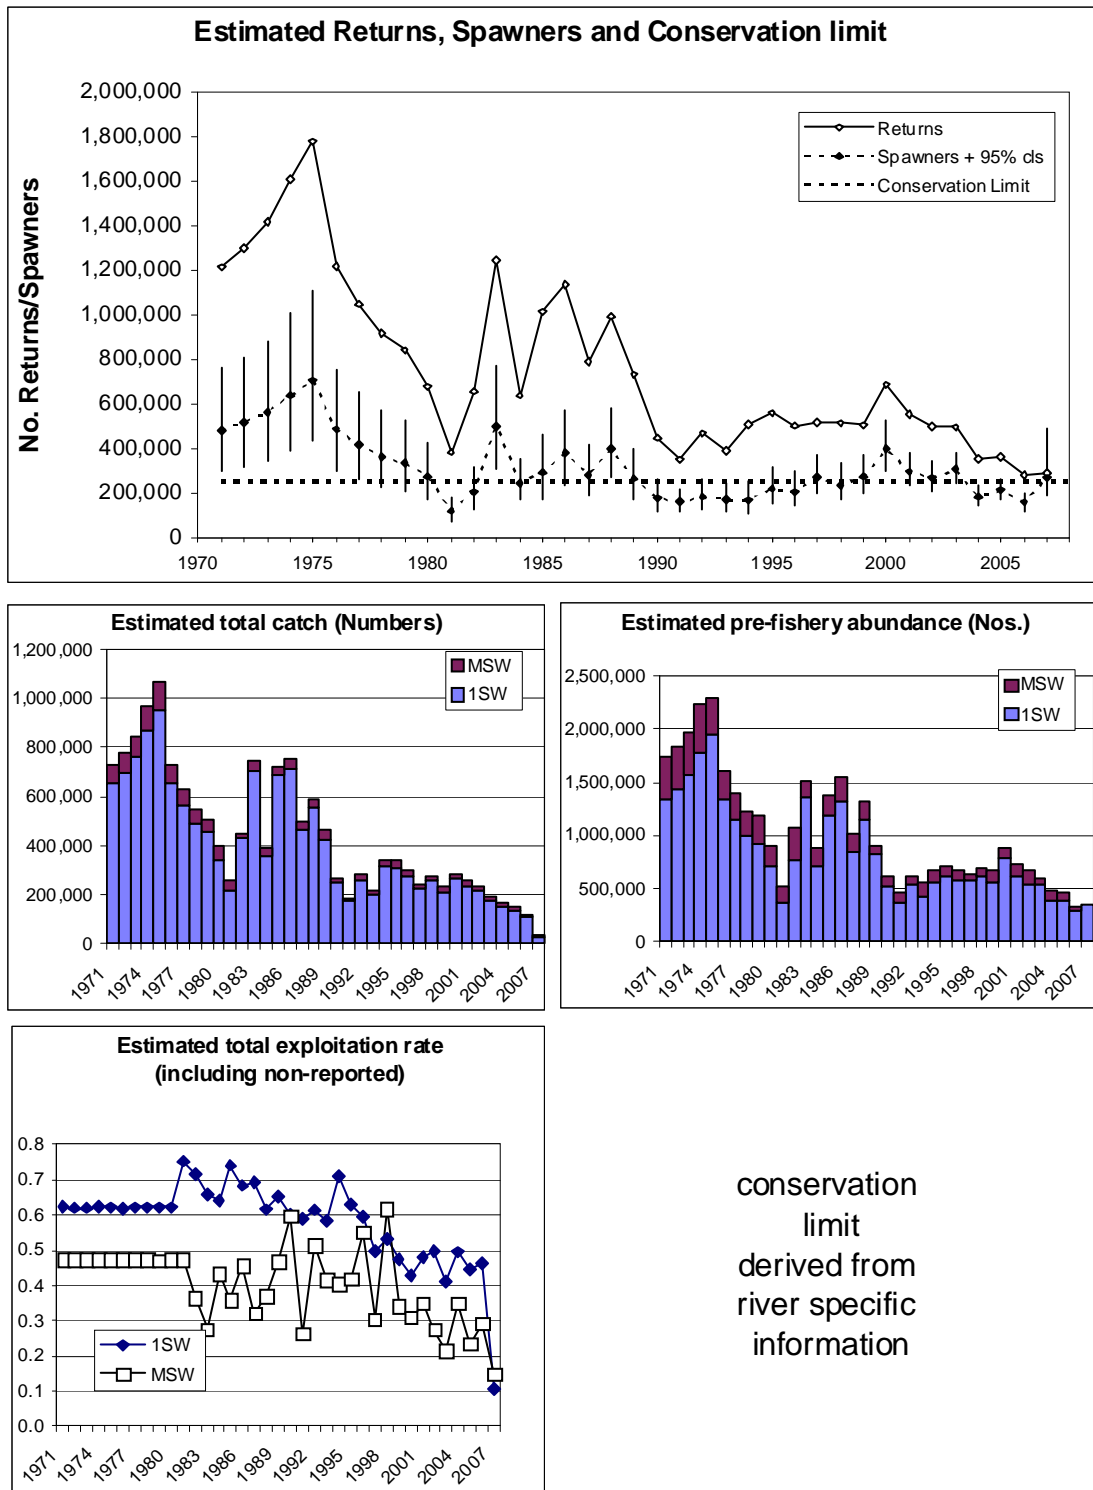 Estimated Returns, Spawners and Conservation limit
No. Returns/Spawners
2,000,000
1,800,000
1,600,000
1,400,000
1,200,000
1,000,000
800,000
600,000
400,000
200,000
0
Returns
Spawners + 95% cls
Conservation Limit
1970 1975 1980 1985 1990 1995 2000 2005
Estimated total catch (Numbers)
1,200,000
1,000,000
800,000
600,000
400,000
200,000
0
MSW
1SW
1971 1974 1977 1980 1983 1986 1989 1992 1995 1998 2001 2004 2007
Estimated pre-fishery abundance (Nos.)
2,500,000
2,000,000
1,500,000
1,000,000
500,000
0
MSW
1SW
1971 1974 1977 1980 1983 1986 1989 1992 1995 1998 2001 2004 2007
Estimated total exploitation rate
(including non-reported)
0.8
0.7
0.6
0.5
0.4
0.3
0.2
0.1
0.0
1SW
MSW
1971 1974 1977 1980 1983 1986 1989 1992 1995 1998 2001 2004 2007
conservation
limit
derived from
river specific
information